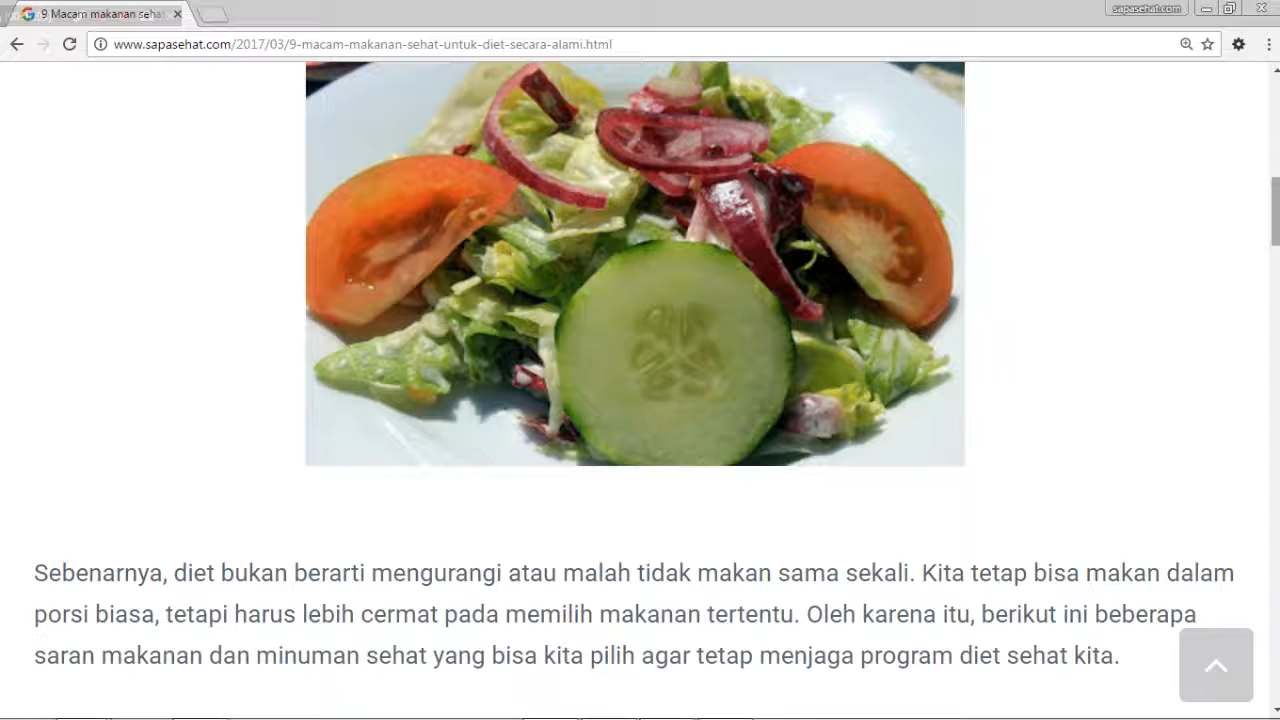 9 Macam makanan sehat
sapasehat.com
www.sapasehat.com/2017/03/9-macam-makanan-sehat-untuk-diet-secara-alami.html
Sebenarnya, diet bukan berarti mengurangi atau malah tidak makan sama sekali. Kita tetap bisa makan dalam
porsi biasa, tetapi harus lebih cermat pada memilih makanan tertentu. Oleh karena itu, berikut ini beberapa
saran makanan dan minuman sehat yang bisa kita pilih agar tetap menjaga program diet sehat kita.